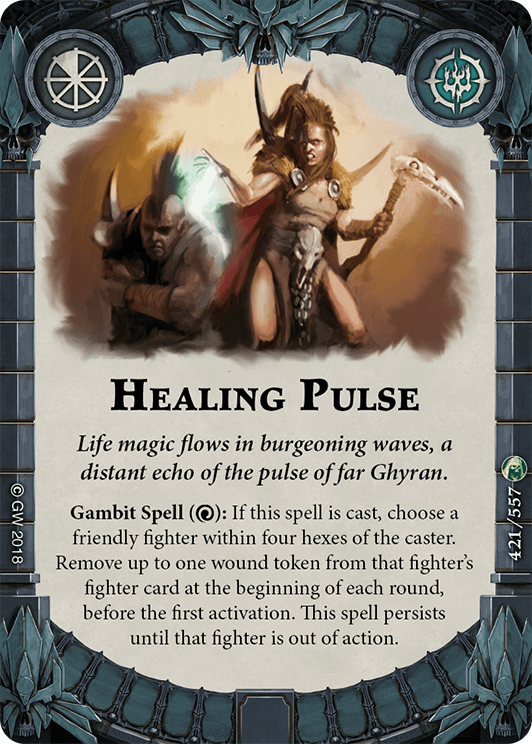 HEALING PULSE
Life magic flows in burgeoning waves, a
distant echo of the pulse of far Ghyran.
Gambit Spell (): If this spell is cast, choose a
friendly fighter within four hexes of the caster.
Remove up to one wound token from that fighter's
fighter card at the beginning of each round,
before the first activation. This spell persists
until that fighter is out of action.
© GW 2018
421/557